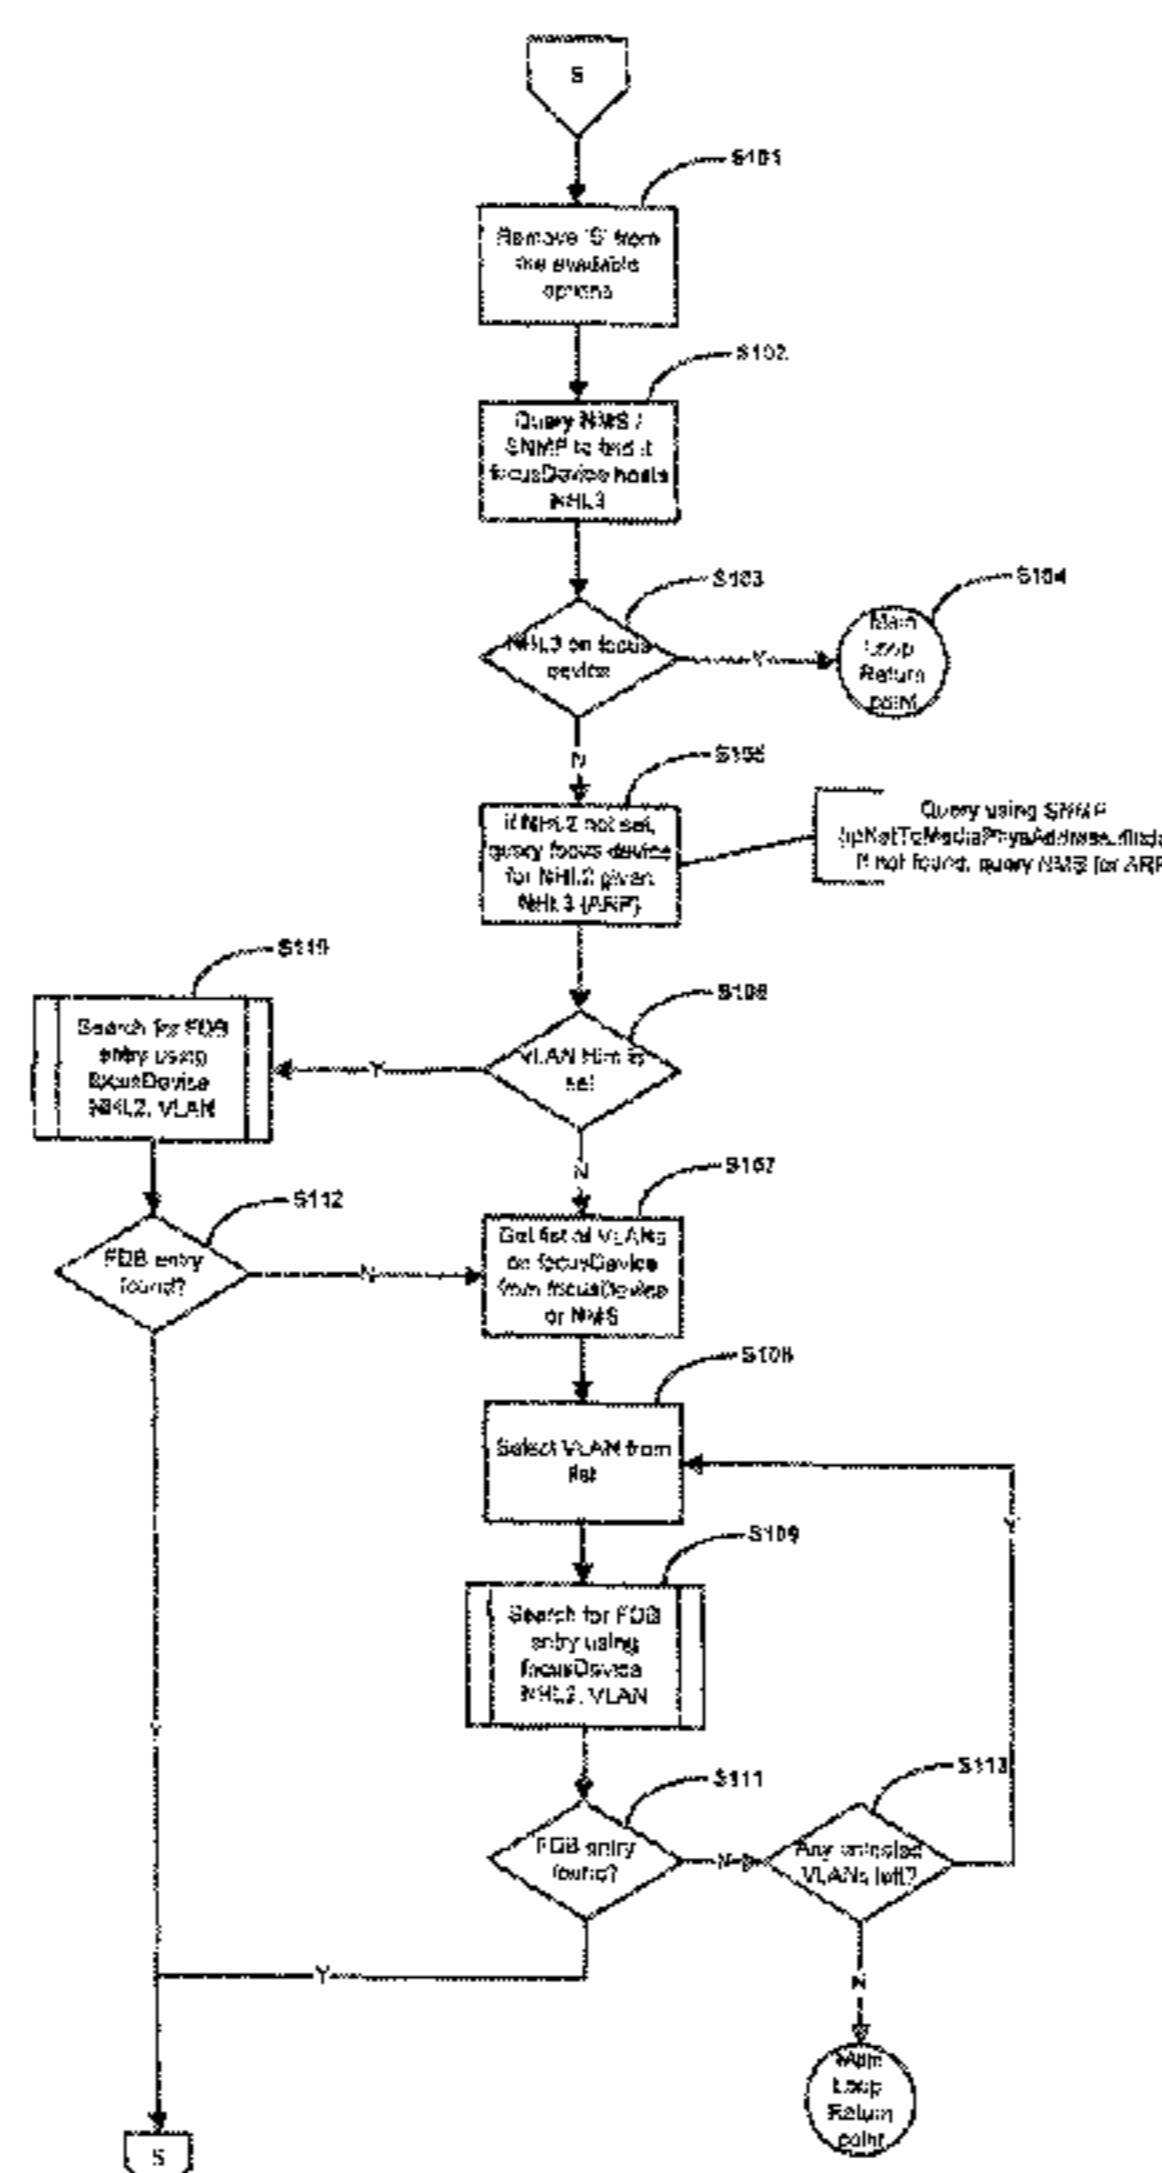 S
S101
Remove 'S' from
the available
options
S102
Query NMS /
SNMP to find if
focusDevice hosts
NHL3
S103
NHL3 on focus
device
Y
S104
Main
Loop
Return
point
N
S105
If NHL2 not set,
query focus device
for NHL2 given
NHL3 (ARP)
Query using SNMP
If not found, query NMS for ARP
S106
VLAN Hint is
set
Y
S110
Search for FDB
entry using
focusDevice
NHL2, VLAN
N
S107
Get list of VLANs
on focusDevice
from focusDevice
or NMS
S112
FDB entry
found?
N
S108
Select VLAN from
list
Y
S109
Search for FDB
entry using
focusDevice
NHL2, VLAN
Y
S111
FDB entry
found?
N
S113
Any untested
VLANs left?
Y
N
Main
Loop
Return
point
S